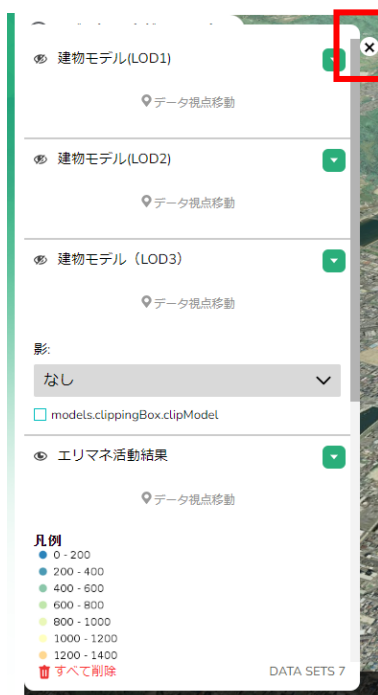 建物モデル(LOD1)
データ視点移動
建物モデル(LOD2)
データ視点移動
建物モデル（LOD3）
データ視点移動
影:
なし
models.clippingBox.clipModel
エリマネ活動結果
データ視点移動
凡例
0 - 200
200 - 400
400 - 600
600 - 800
800 - 1000
1000 - 1200
1200 - 1400
すべて削除 DATA SETS 7